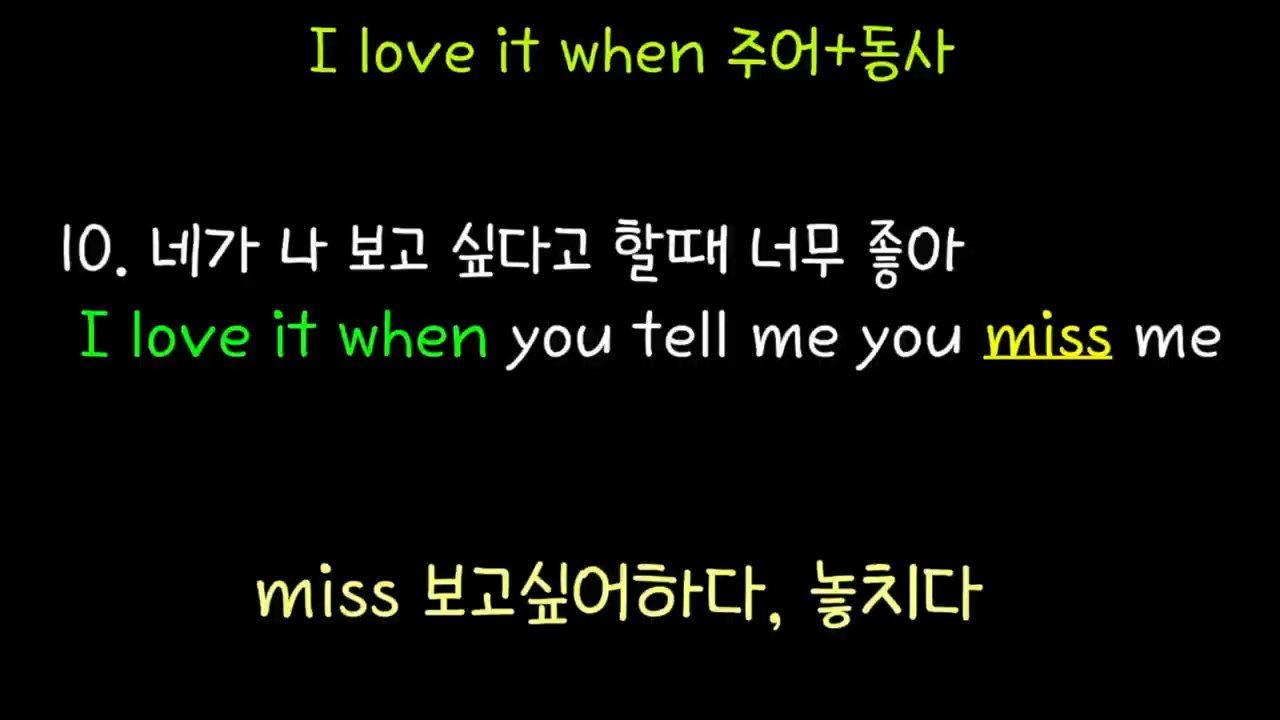 I love it when 주어+동사
10. 네가 나 보고 싶다고 할때 너무 좋아
I love it when you tell me you miss me
miss 보고싶어하다, 놓치다